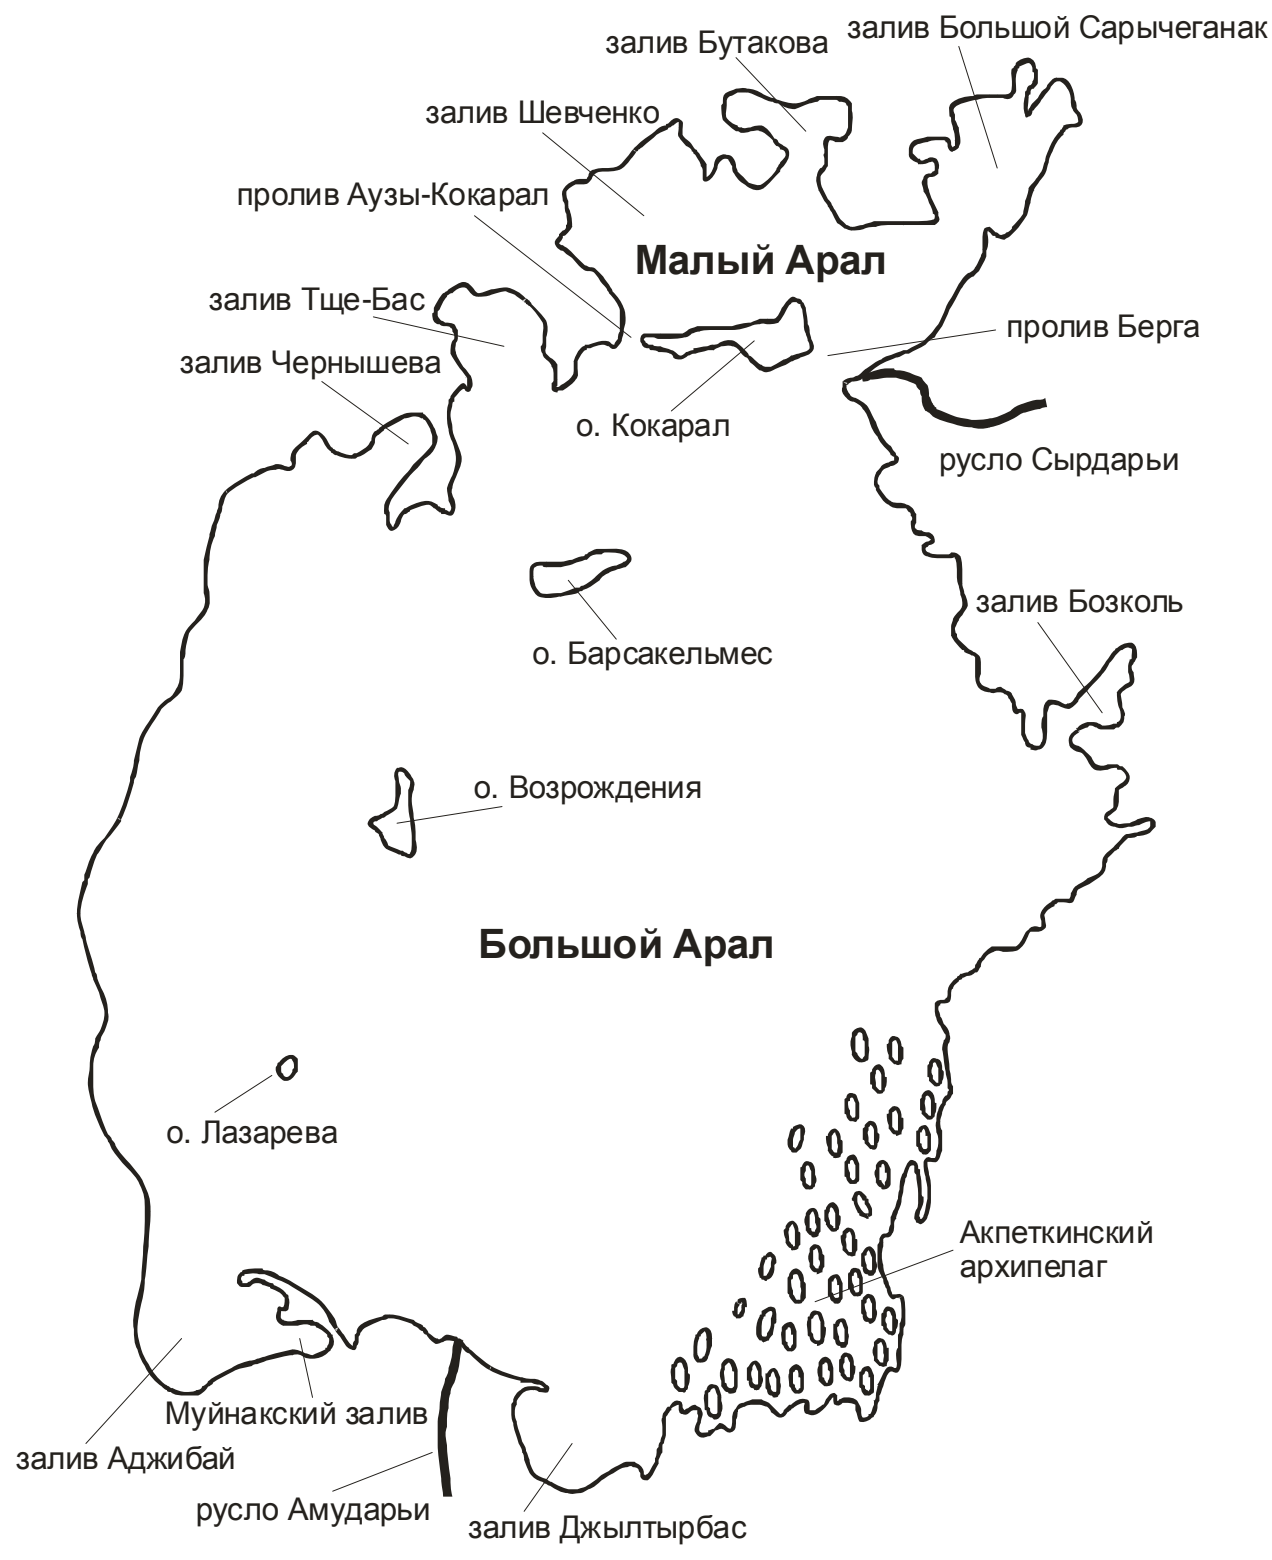 залив Большой Сарычеганак
залив Бутакова
залив Шевченко
пролив Аузы-Кокарал
Малый Арал
залив Тще-Бас
пролив Берга
залив Чернышева
о. Кокарал
русло Сырдарьи
залив Бозколь
о. Барсакельмес
о. Возрождения
Большой Арал
о. Лазарева
Акпеткинский
архипелаг
Муйнакский залив
залив Аджибай
русло Амударьи
залив Джылтырбас